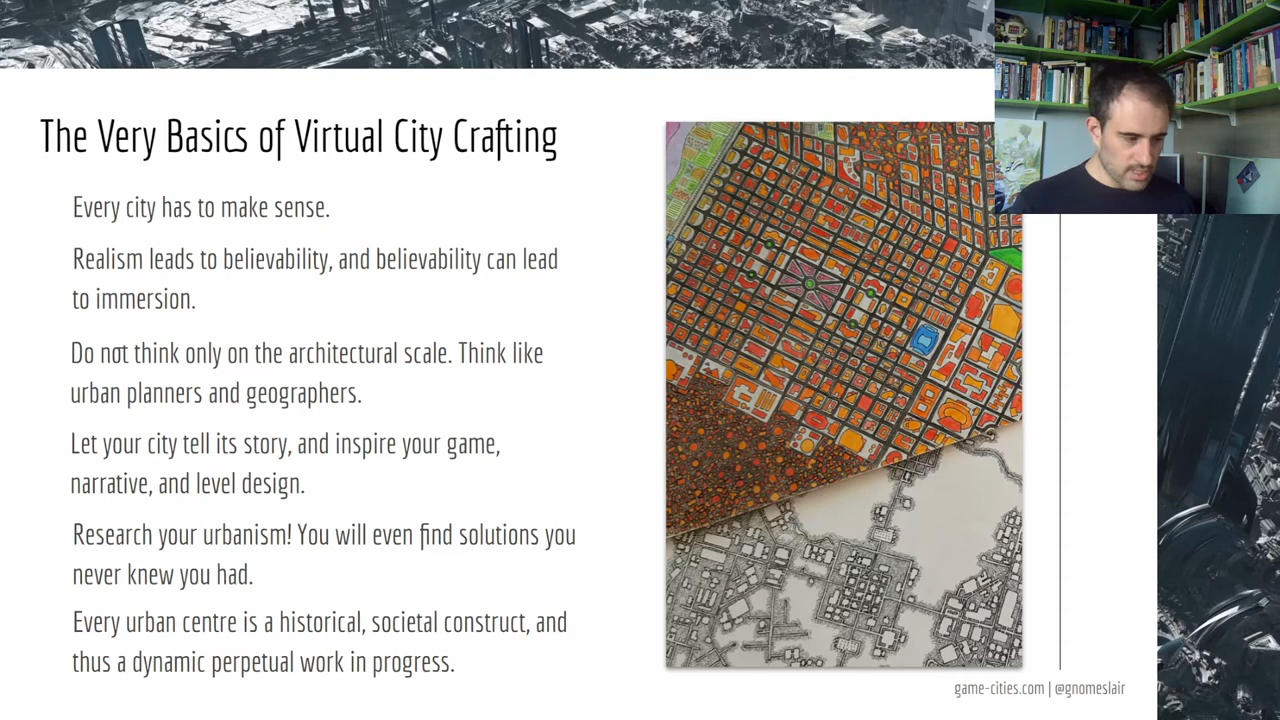 The Very Basics of Virtual City Crafting
Every city has to make sense.
Realism leads to believability, and believability can lead
to immersion.
Do not think only on the architectural scale. Think like
urban planners and geographers.
Let your city tell its story, and inspire your game,
narrative, and level design.
Research your urbanism! You will even find solutions you
never knew you had.
Every urban centre is a historical, societal construct, and
thus a dynamic perpetual work in progress.
game-cities.com | @gnomeslair